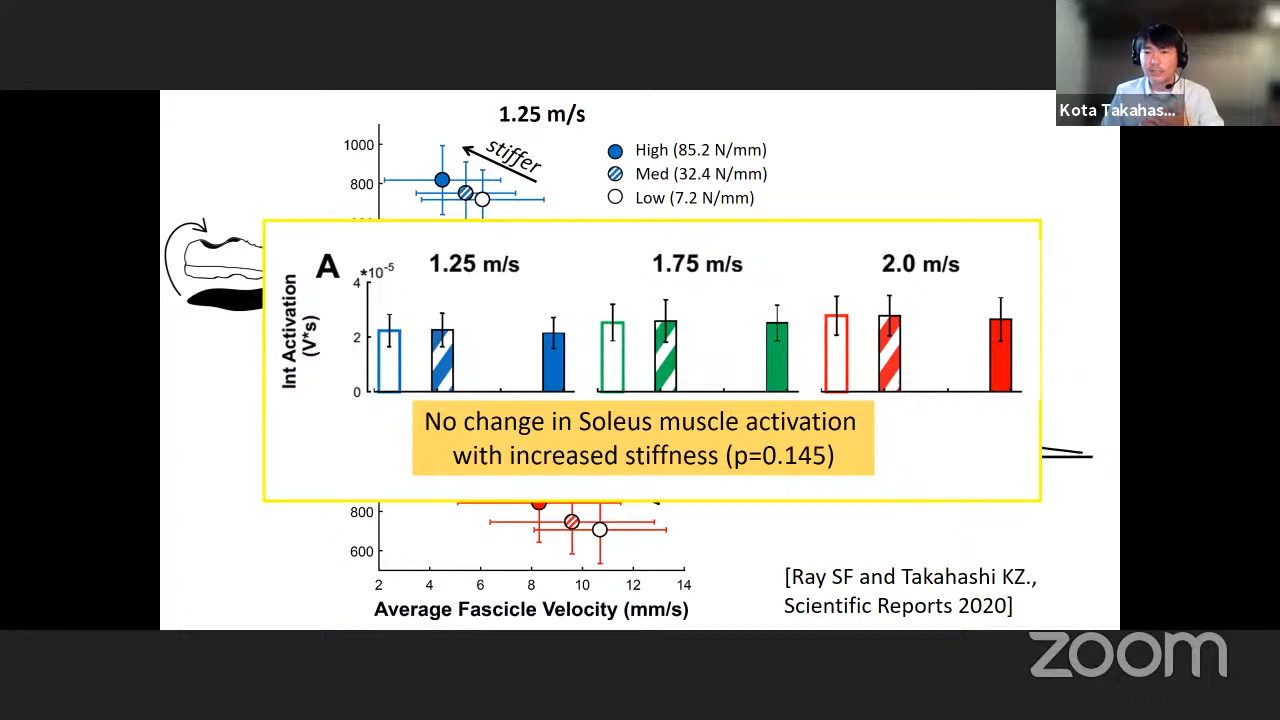 Kota Takahas...
1.25 m/s
stiffer
1000
800
High (85.2 N/mm)
Med (32.4 N/mm)
Low (7.2 N/mm)
A
*10-5
1.25 m/s
1.75 m/s
2.0 m/s
Int Activation
(V*s)
4
2
0
No change in Soleus muscle activation
with increased stiffness (p=0.145)
800
600
2 4 6 8 10 12 14
Average Fascicle Velocity (mm/s)
[Ray SF and Takahashi KZ.,
Scientific Reports 2020]
zoom